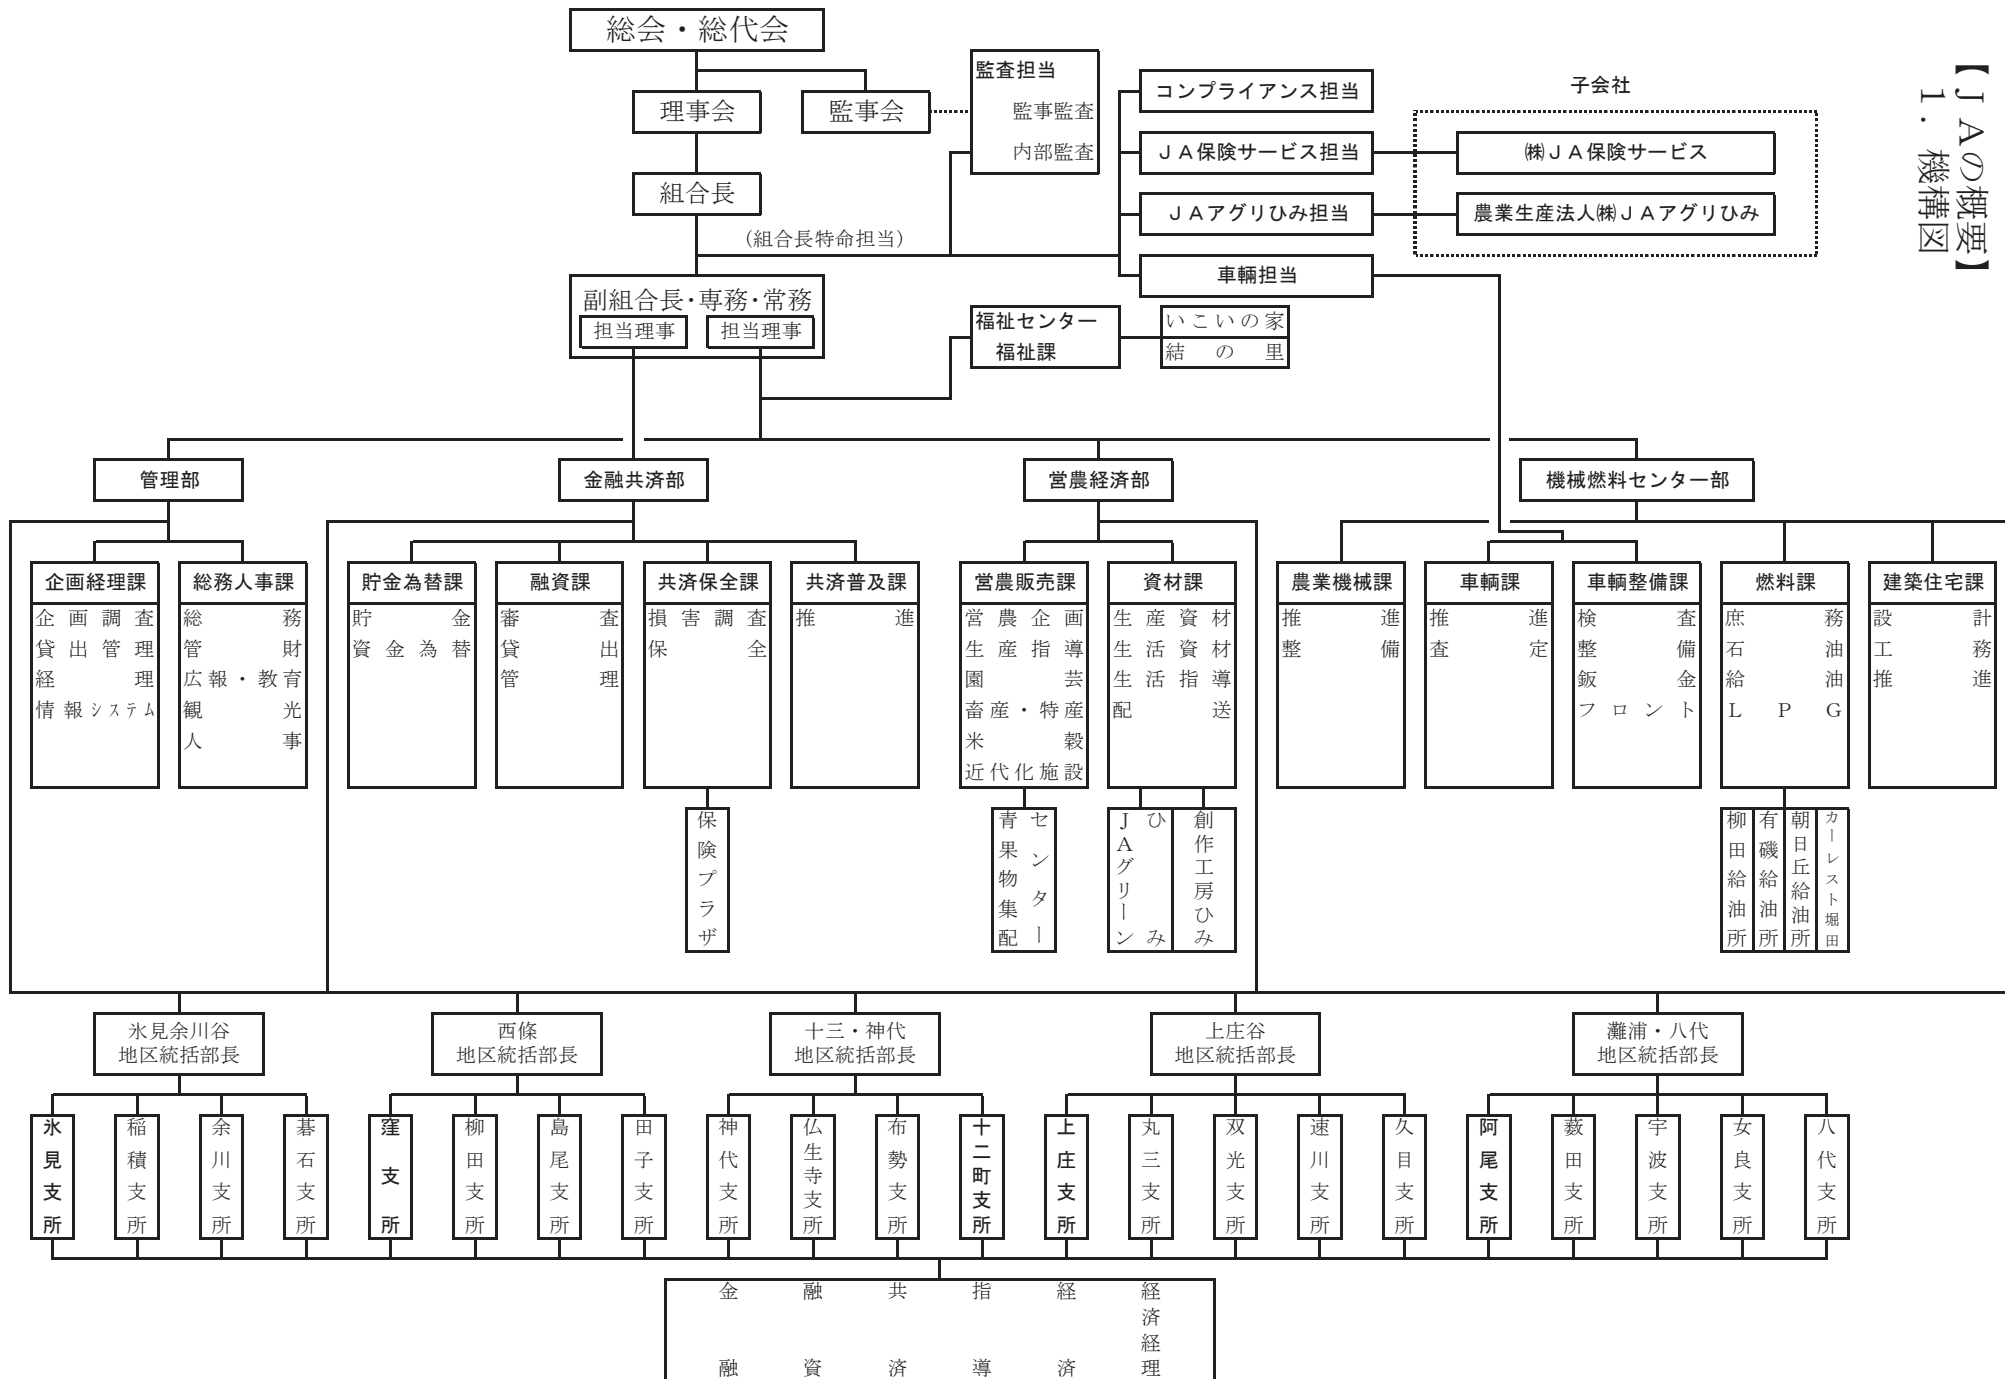 【ＪＡの概要】
１．機構図
総会・総代会
理事会
監事会
監査担当
監事監査
内部監査
組合長
(組合長特命担当)
コンプライアンス担当
ＪＡ保険サービス担当
ＪＡアグリひみ担当
車輌担当
子会社
㈱ＪＡ保険サービス
農業生産法人㈱ＪＡアグリひみ
副組合長・専務・常務
担当理事
担当理事
福祉センター
福祉課
いこいの家
結の里
管理部
金融共済部
営農経済部
機械燃料センター部
企画経理課
企画調査
貸出管理
経理
情報システム
総務人事課
総務
管財
広報・教育
観光
人事
貯金為替課
貯金
資金為替
融資課
審査
貸出
管理
共済保全課
損害調査
保全
共済普及課
推進
営農販売課
営農企画
生産指導
園芸
畜産・特産
米穀
近代化施設
資材課
生産資材
生活資材
生活指導
配送
農業機械課
推進
整備
車輌課
推進
査定
車輌整備課
検査
整備
鈑金
フロント
燃料課
庶務
石油
給油
ＬＰＧ
建築住宅課
設計
工務
推進
保険プラザ
青果物集配
センター
ＪＡグリーン
ひみ
創作工房ひみ
柳田給油所
有磯給油所
朝日丘給油所
カーレスト堀田
氷見余川谷
地区統括部長
西條
地区統括部長
十三・神代
地区統括部長
上庄谷
地区統括部長
灘浦・八代
地区統括部長
氷見支所
稲積支所
余川支所
碁石支所
窪支所
柳田支所
島尾支所
田子支所
神代支所
仏生寺支所
布勢支所
十二町支所
上庄支所
丸三支所
双光支所
速川支所
久目支所
阿尾支所
薮田支所
宇波支所
女良支所
八代支所
金融
融資
共済
指導
経済
経済経理